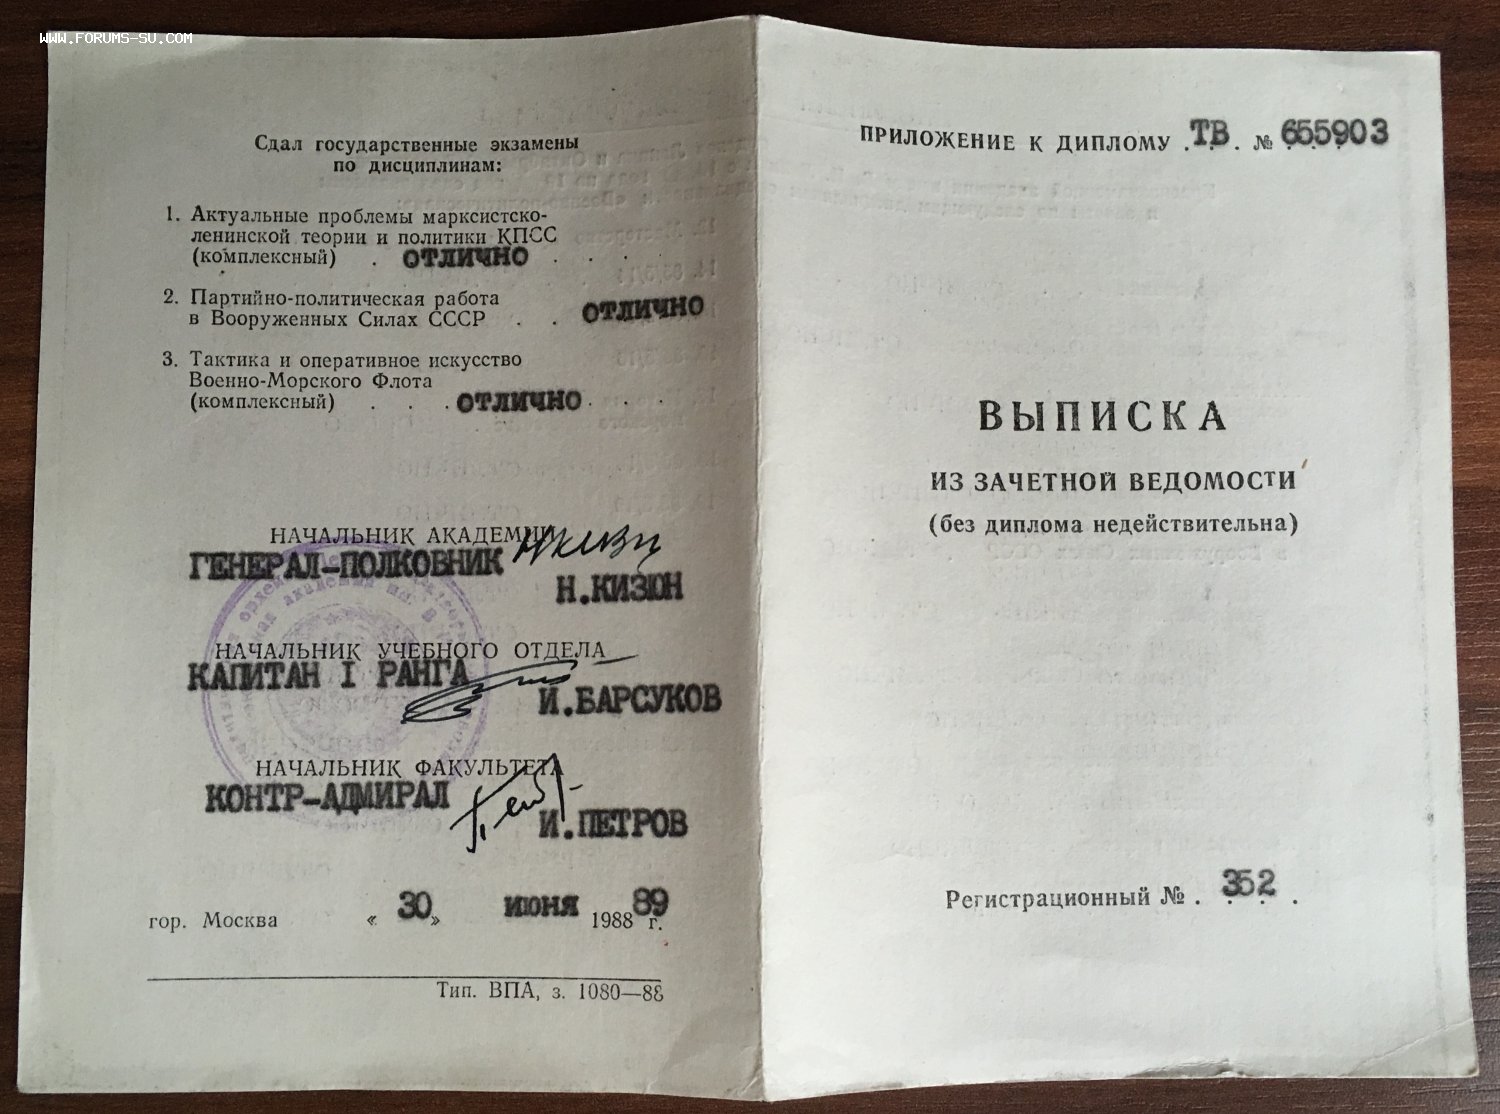 WWW.FORUMS-SU.COM
Сдал государственные экзамены
по дисциплинам:
1. Актуальные проблемы марксистско-
ленинской теории и политики КПСС
(комплексный) . ОТЛИЧНО . . . .
2. Партийно-политическая работа
в Вооруженных Силах СССР . . ОТЛИЧНО
3. Тактика и оперативное искусство
Военно-Морского Флота
(комплексный) . . . ОТЛИЧНО . . .
НАЧАЛЬНИК АКАДЕМИИ
ГЕНЕРАЛ-ПОЛКОВНИК
Н.КИЗЮН
НАЧАЛЬНИК УЧЕБНОГО ОТДЕЛА
КАПИТАН I РАНГА
И.БАРСУКОВ
НАЧАЛЬНИК ФАКУЛЬТЕТА
КОНТР-АДМИРАЛ
И.ПЕТРОВ
гор. Москва « 30 » июня 1988 89 г.
Тип. ВПА, з. 1080—88
ПРИЛОЖЕНИЕ К ДИПЛОМУ . ТВ . № 655903
ВЫПИСКА
ИЗ ЗАЧЕТНОЙ ВЕДОМОСТИ
(без диплома недействительна)
Регистрационный № . 352 .